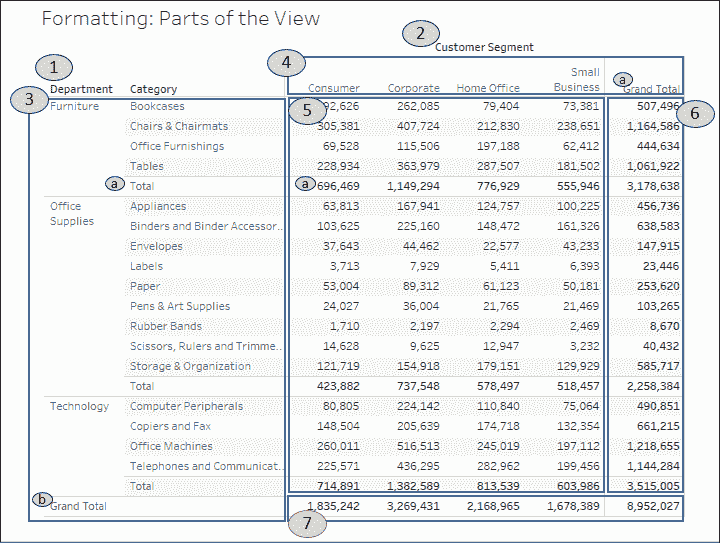 Formatting: Parts of the View
2
Customer Segment
4
1
Small
a
Department Category Consumer Corporate Home Office Business Grand Total
3 5 6
Furniture Bookcases 92,626 262,085 79,404 73,381 507,496
Chairs & Chairmats 305,381 407,724 212,830 238,651 1,164,586
Office Furnishings 69,528 115,506 197,188 62,412 444,634
Tables 228,934 363,979 287,507 181,502 1,061,922
a Total a 696,469 1,149,294 776,929 555,946 3,178,638
Office Appliances 63,813 167,941 124,757 100,225 456,736
Supplies Binders and Binder Accessor.. 103,625 225,160 148,472 161,326 638,583
Envelopes 37,643 44,462 22,577 43,233 147,915
Labels 3,713 7,929 5,411 6,393 23,446
Paper 53,004 89,312 61,123 50,181 253,620
Pens & Art Supplies 24,027 36,004 21,765 21,469 103,265
Rubber Bands 1,710 2,197 2,294 2,469 8,670
Scissors, Rulers and Trimme.. 14,628 9,625 12,947 3,232 40,432
Storage & Organization 121,719 154,918 179,151 129,929 585,717
Total 423,882 737,548 578,497 518,457 2,258,384
Technology Computer Peripherals 80,805 224,142 110,840 75,064 490,851
Copiers and Fax 148,504 205,639 174,718 132,354 661,215
Office Machines 260,011 516,513 245,019 197,112 1,218,655
Telephones and Communicat.. 225,571 436,295 282,962 199,456 1,144,284
Total 714,891 1,382,589 813,539 603,986 3,515,005
b Grand Total 1,835,242 3,269,431 2,168,965 1,678,389 8,952,027
7